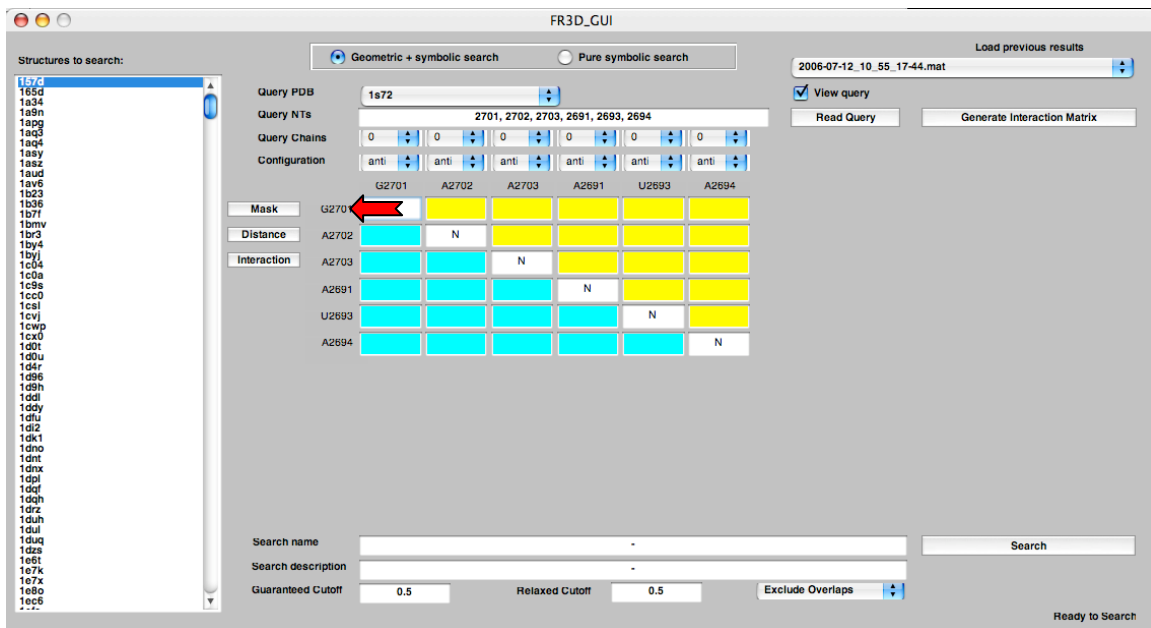 FR3D_GUI
Structures to search:
157d
165d
1a34
1a9n
1apg
1aq3
1aq4
1asy
1asz
1aud
1av6
1b23
1b36
1b7f
1bmv
1br3
1by4
1byj
1c04
1c0a
1c9s
1cc0
1csl
1cvj
1cwp
1cx0
1d0t
1d0u
1d4r
1d96
1d9h
1ddl
1ddy
1dfu
1di2
1dk1
1dno
1dnt
1dnx
1dpl
1dqf
1dqh
1drz
1duh
1dul
1duq
1dzs
1e6t
1e7k
1e7x
1e8o
1ec6
Geometric + symbolic search Pure symbolic search
Load previous results
2006-07-12_10_55_17-44.mat
View query
Read Query Generate Interaction Matrix
Query PDB 1s72
Query NTs 2701, 2702, 2703, 2691, 2693, 2694
Query Chains 0 0 0 0 0 0
Configuration anti anti anti anti anti anti
G2701 A2702 A2703 A2691 U2693 A2694
Mask G2701
Distance A2702 N
Interaction A2703 N
A2691 N
U2693 N
A2694 N
Search name - Search
Search description -
Guaranteed Cutoff 0.5 Relaxed Cutoff 0.5 Exclude Overlaps
Ready to Search